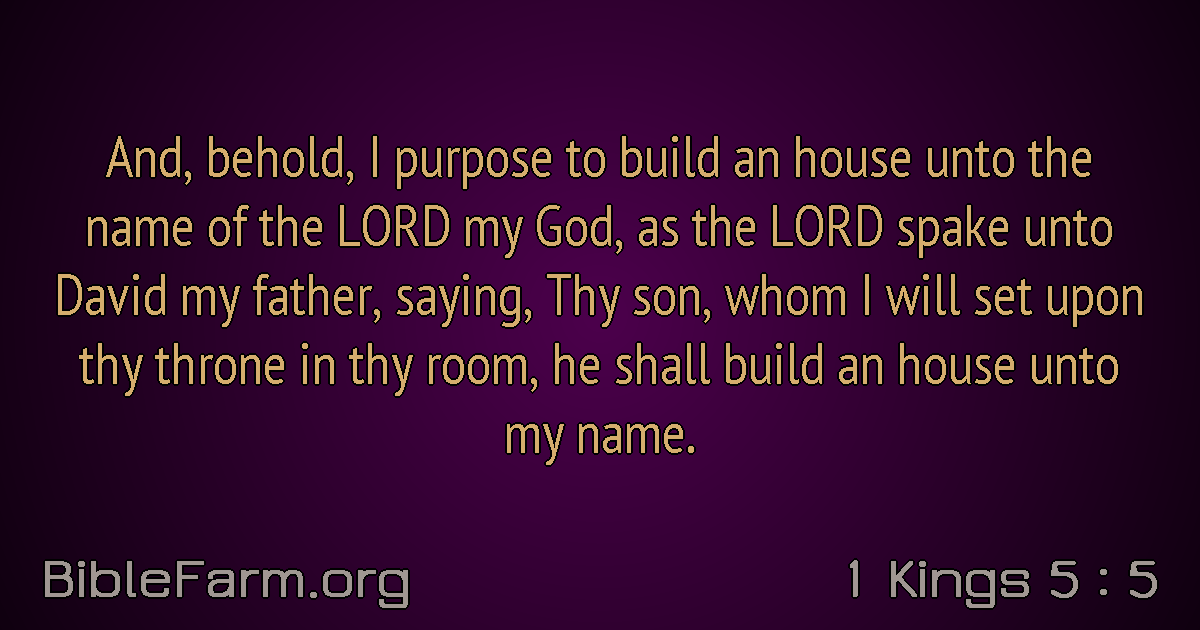 And, behold, I purpose to build an house unto the
name of the LORD my God, as the LORD spake unto
David my father, saying, Thy son, whom I will set upon
thy throne in thy room, he shall build an house unto
my name.
BibleFarm.org
1 Kings 5 : 5